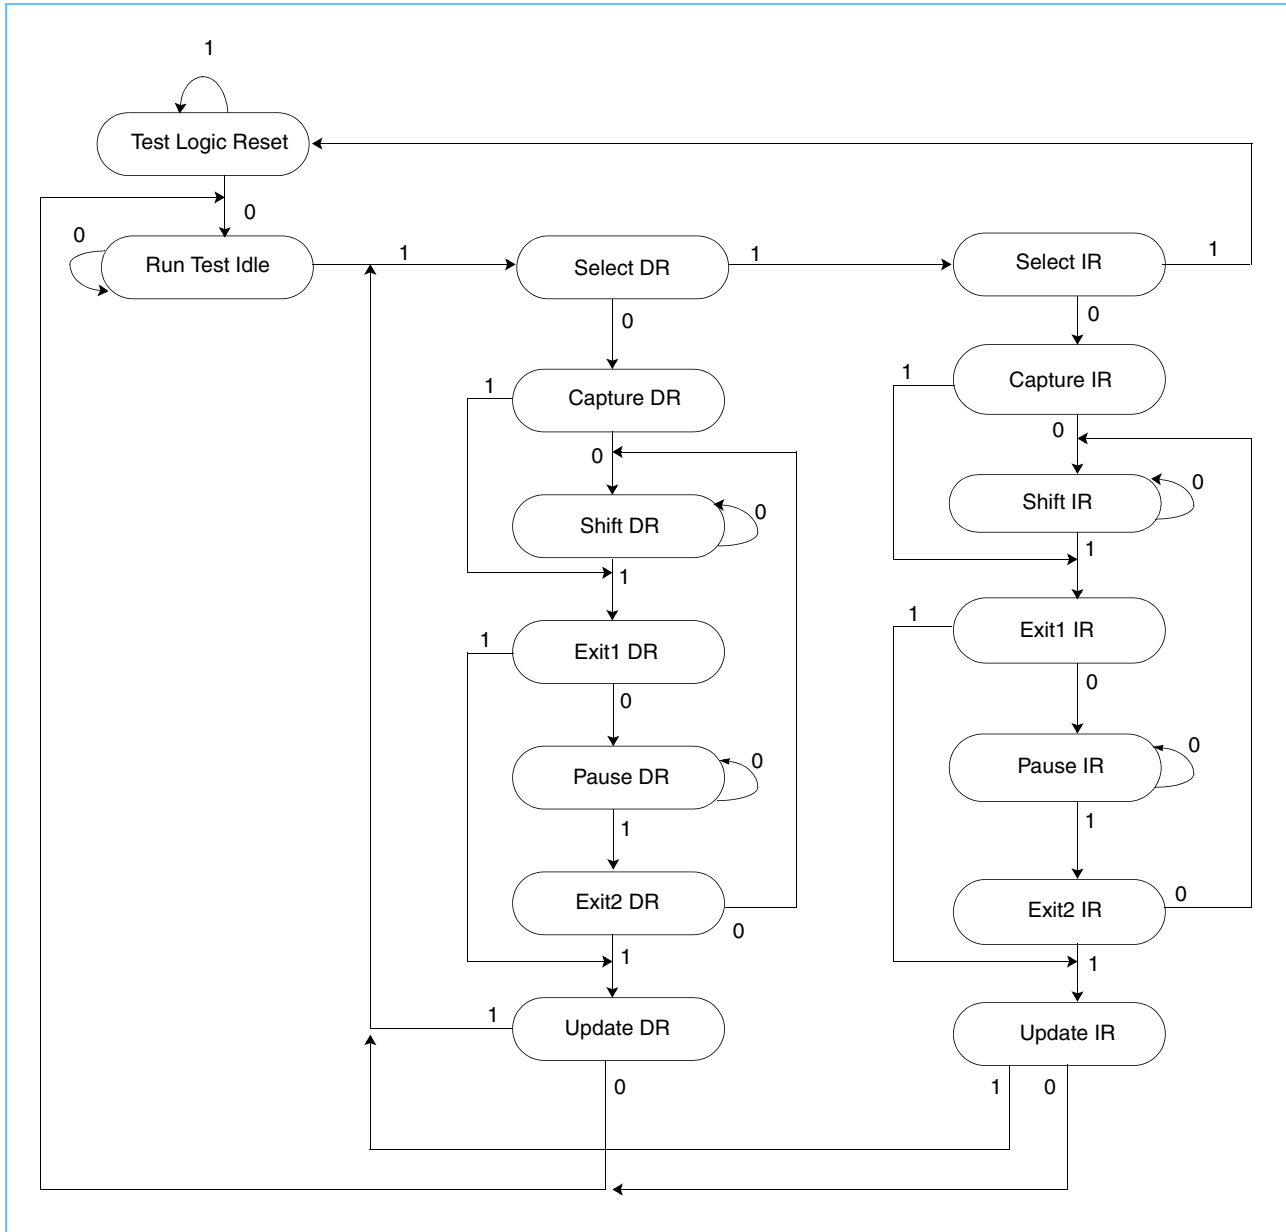 1
Test Logic Reset
0
0
Run Test Idle
1
Select DR
1
Select IR
1
0
0
1
Capture DR
1
Capture IR
0
0
Shift DR
0
Shift IR
0
1
1
1
Exit1 DR
1
Exit1 IR
0
0
Pause DR
0
Pause IR
0
1
1
Exit2 DR
0
Exit2 IR
0
1
1
1
Update DR
Update IR
0
1
0